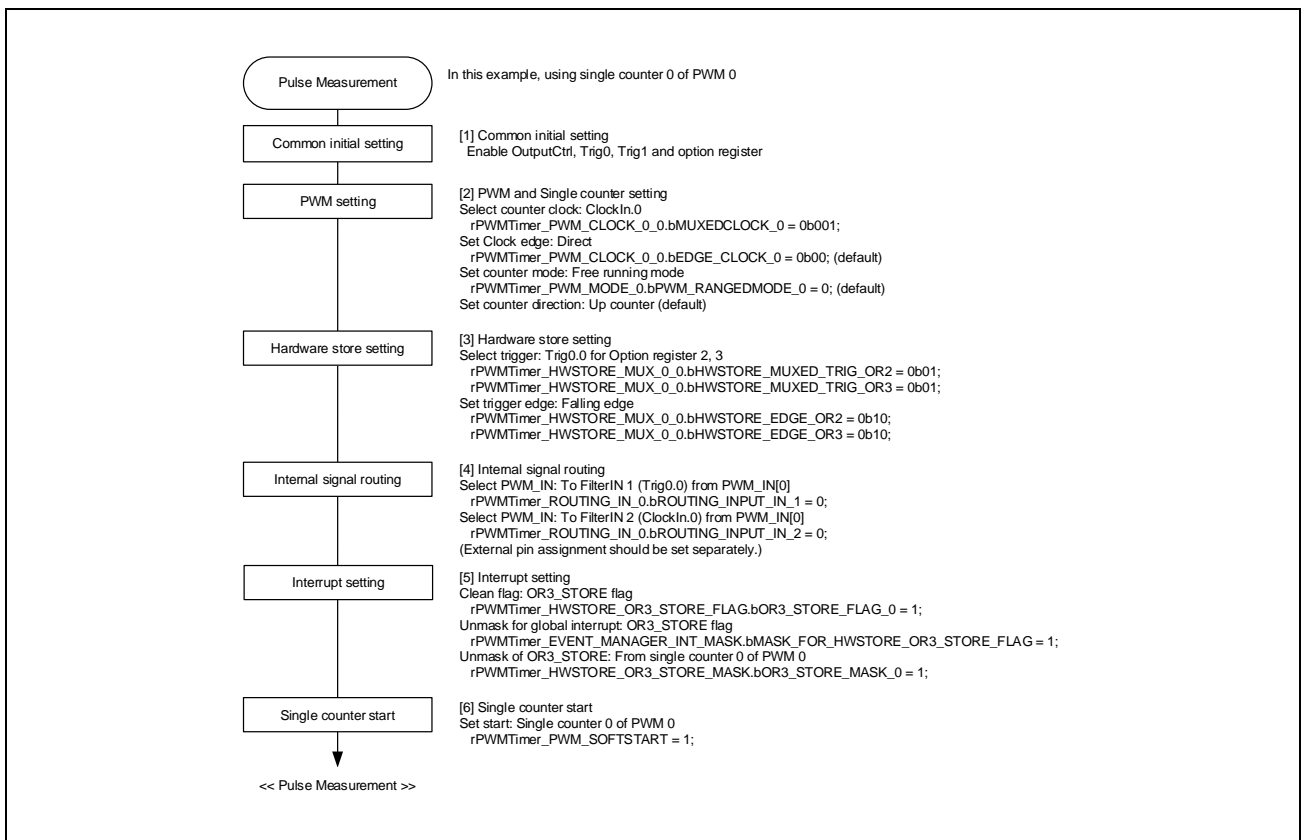 Pulse Measurement
In this example, using single counter 0 of PWM 0
Common initial setting
[1] Common initial setting
Enable OutputCtrl, Trig0, Trig1 and option register
PWM setting
[2] PWM and Single counter setting
Select counter clock: ClockIn.0
rPWMTimer_PWM_CLOCK_0_0.bMUXEDCLOCK_0 = 0b001;
Set Clock edge: Direct
rPWMTimer_PWM_CLOCK_0_0.bEDGE_CLOCK_0 = 0b00; (default)
Set counter mode: Free running mode
rPWMTimer_PWM_MODE_0.bPWM_RANGEDMODE_0 = 0; (default)
Set counter direction: Up counter (default)
Hardware store setting
[3] Hardware store setting
Select trigger: Trig0.0 for Option register 2, 3
rPWMTimer_HWSTORE_MUX_0_0.bHWSTORE_MUXED_TRIG_OR2 = 0b01;
rPWMTimer_HWSTORE_MUX_0_0.bHWSTORE_MUXED_TRIG_OR3 = 0b01;
Set trigger edge: Falling edge
rPWMTimer_HWSTORE_MUX_0_0.bHWSTORE_EDGE_OR2 = 0b10;
rPWMTimer_HWSTORE_MUX_0_0.bHWSTORE_EDGE_OR3 = 0b10;
Internal signal routing
[4] Internal signal routing
Select PWM_IN: To FilterIN 1 (Trig0.0) from PWM_IN[0]
rPWMTimer_ROUTING_IN_0.bROUTING_INPUT_IN_1 = 0;
Select PWM_IN: To FilterIN 2 (ClockIn.0) from PWM_IN[0]
rPWMTimer_ROUTING_IN_0.bROUTING_INPUT_IN_2 = 0;
(External pin assignment should be set separately.)
Interrupt setting
[5] Interrupt setting
Clean flag: OR3_STORE flag
rPWMTimer_HWSTORE_OR3_STORE_FLAG.bOR3_STORE_FLAG_0 = 1;
Unmask for global interrupt: OR3_STORE flag
rPWMTimer_EVENT_MANAGER_INT_MASK.bMASK_FOR_HWSTORE_OR3_STORE_FLAG = 1;
Unmask of OR3_STORE: From single counter 0 of PWM 0
rPWMTimer_HWSTORE_OR3_STORE_MASK.bOR3_STORE_MASK_0 = 1;
Single counter start
[6] Single counter start
Set start: Single counter 0 of PWM 0
rPWMTimer_PWM_SOFTSTART = 1;
<< Pulse Measurement >>